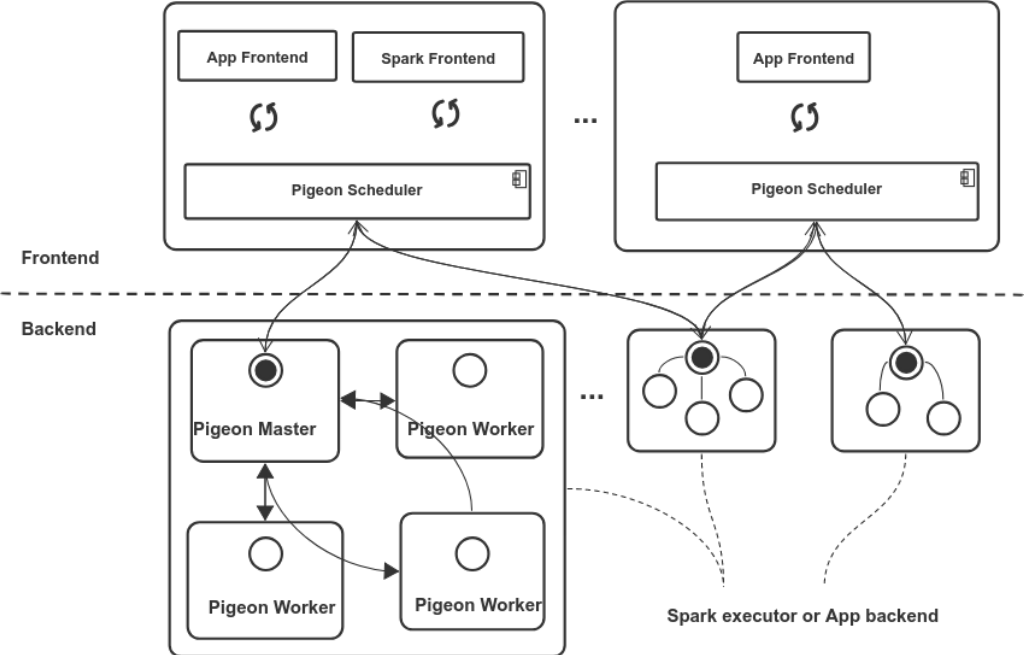 App Frontend
Spark Frontend
...
App Frontend
Pigeon Scheduler
Pigeon Scheduler
Frontend
Backend
Pigeon Master
Pigeon Worker
...
Pigeon Worker
Pigeon Worker
Spark executor or App backend